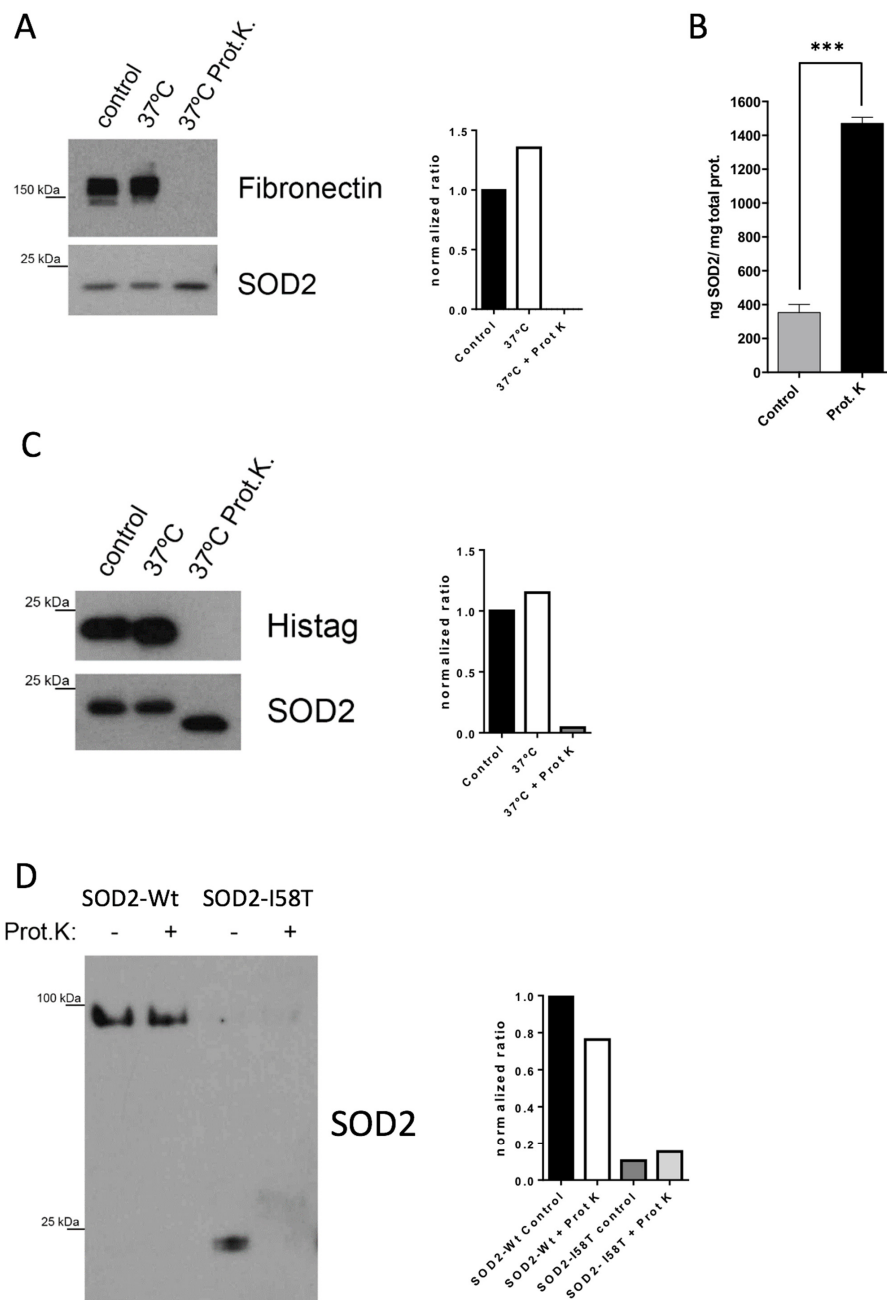 A
control
37ºC
37ºC Prot.K.
150 kDa
Fibronectin
25 kDa
SOD2
normalized ratio
1.5
1.0
0.5
0.0
Control
37ºC
37ºC + Prot K
B
***
ng SOD2/ mg total prot.
1600
1400
1200
1000
800
600
400
200
0
Control
Prot. K
C
control
37ºC
37ºC Prot.K.
25 kDa
Histag
25 kDa
SOD2
normalized ratio
1.5
1.0
0.5
0.0
Control
37ºC
37ºC + Prot K
D
SOD2-Wt SOD2-I58T
Prot.K: - + - +
100 kDa
25 kDa
SOD2
normalized ratio
1.0
0.8
0.6
0.4
0.2
0.0
SOD2-Wt Control
SOD2-Wt + Prot K
SOD2-I58T control
SOD2- I58T + Prot K